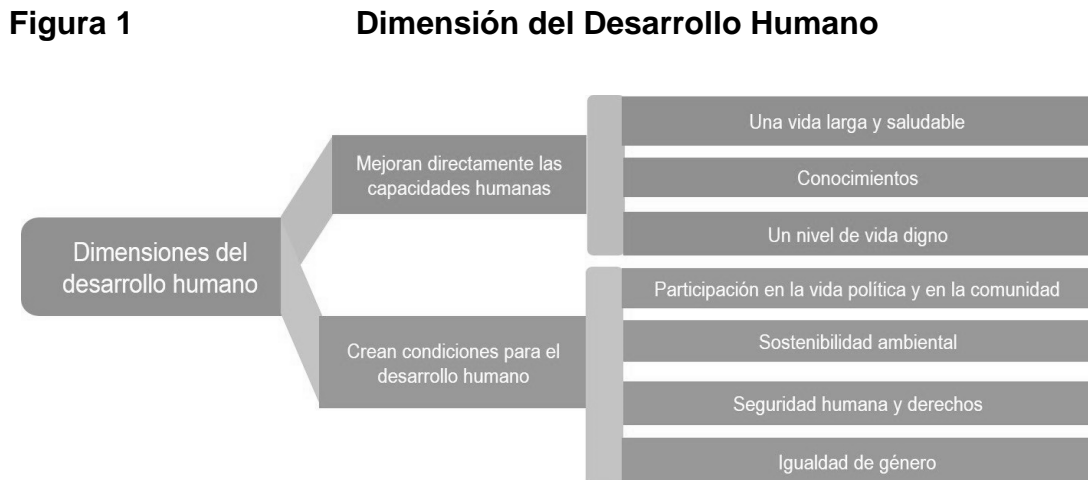 Figura 1 Dimensión del Desarrollo Humano
Dimensiones del
desarrollo humano
Mejoran directamente las
capacidades humanas
Una vida larga y saludable
Conocimientos
Un nivel de vida digno
Crean condiciones para el
desarrollo humano
Participación en la vida política y en la comunidad
Sostenibilidad ambiental
Seguridad humana y derechos
Igualdad de género